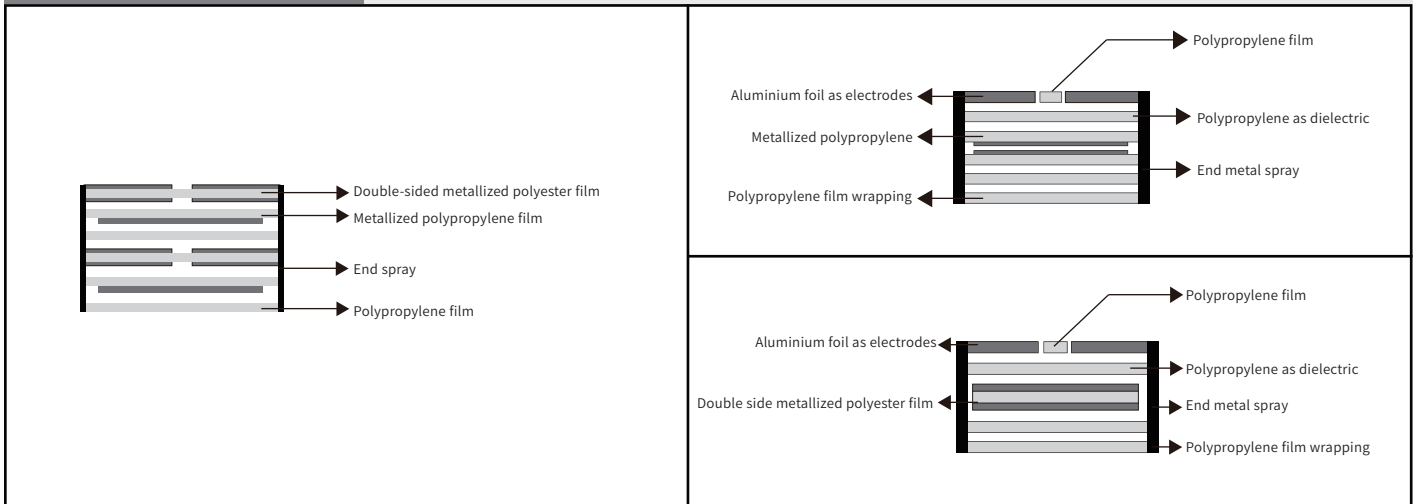 Double-sided metallized polyester film
Metallized polypropylene film
End spray
Polypropylene film
Polypropylene film
Aluminium foil as electrodes
Polypropylene as dielectric
Metallized polypropylene
End metal spray
Polypropylene film wrapping
Polypropylene film
Aluminium foil as electrodes
Polypropylene as dielectric
Double side metallized polyester film
End metal spray
Polypropylene film wrapping